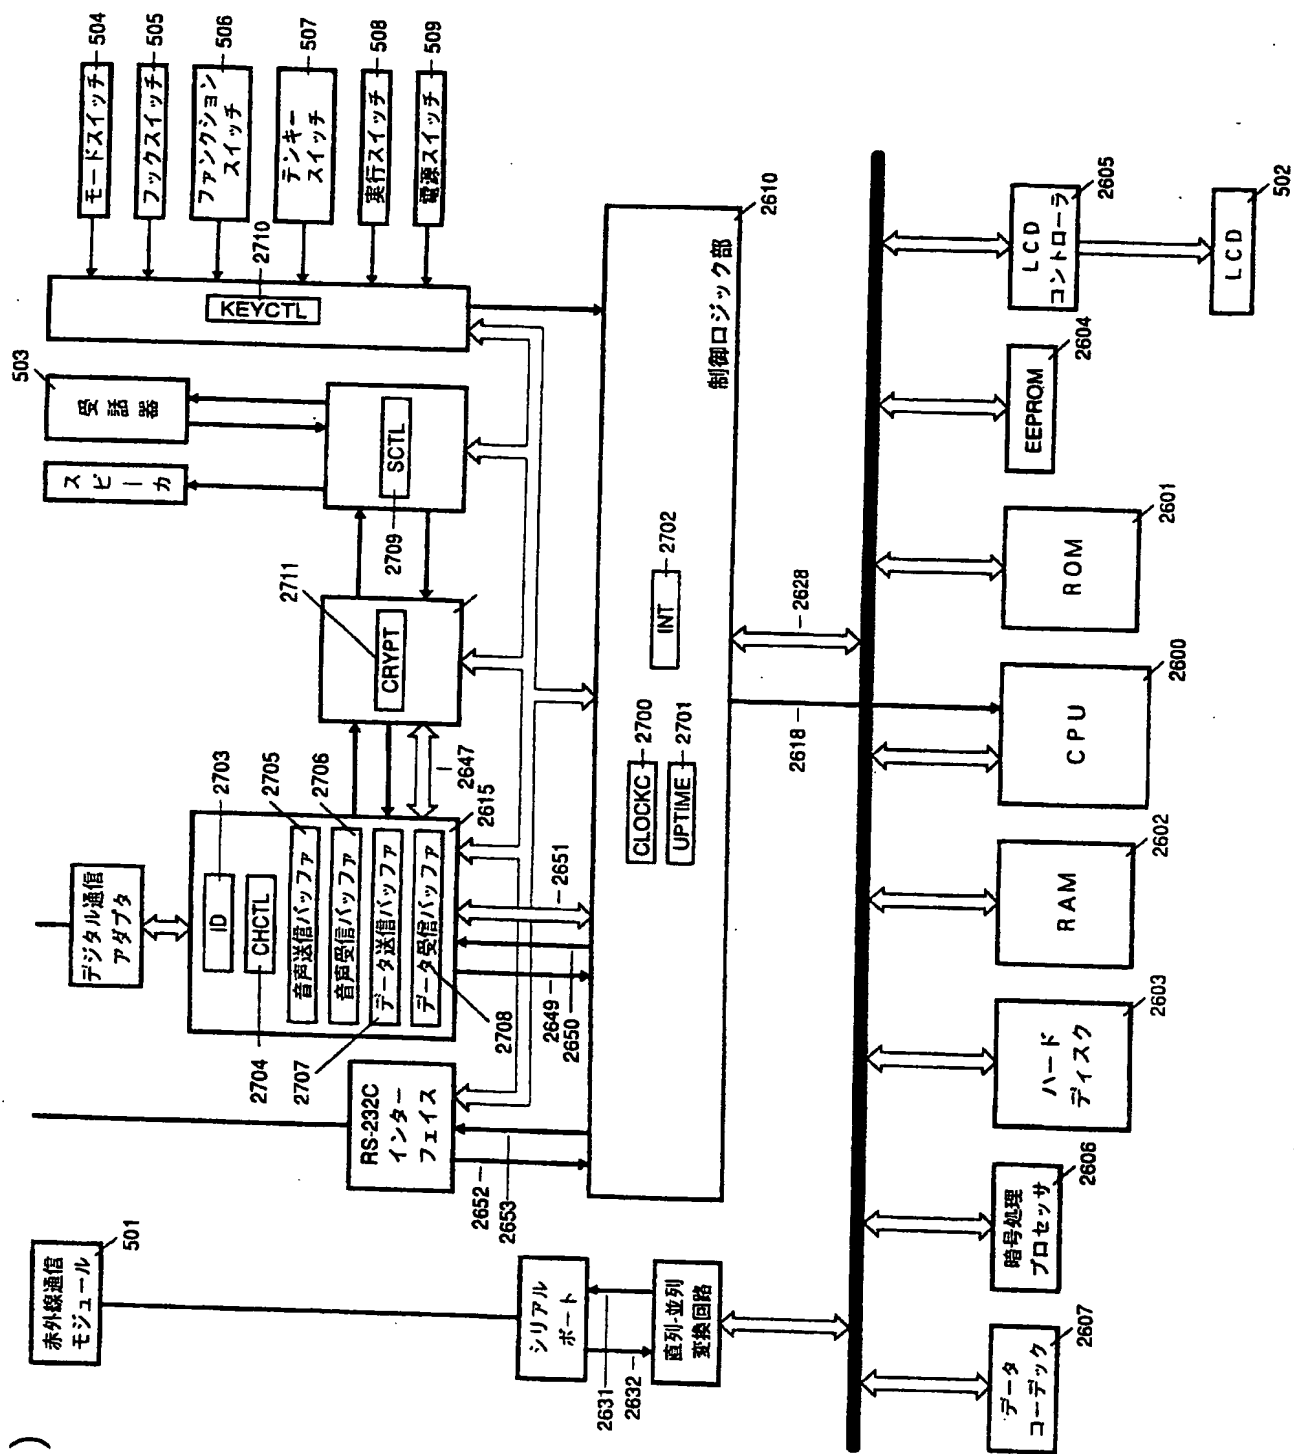 )
赤外線通信
モジュール
501
シリアル
ポート
2631
2632
直列-並列
変換回路
RS-232C
インター
フェイス
2652
2653
デジタル通信
アダプタ
ID
2703
CHCTL
2704
音声送信バッファ
2705
音声受信バッファ
2706
データ送信バッファ
2707
データ受信バッファ
2708
2615
2647
2649
2650
2651
CRYPT
2711
SCTL
2709
スピーカ
受話器
503
KEYCTL
2710
モードスイッチ
504
フックスイッチ
505
ファンクション
スイッチ
506
テンキー
スイッチ
507
実行スイッチ
508
電源スイッチ
509
CLOCKC
2700
UPTIME
2701
INT
2702
制御ロジック部
2610
2618
2628
データ
コーデック
2607
暗号処理
プロセッサ
2606
ハード
ディスク
2603
RAM
2602
CPU
2600
ROM
2601
EEPROM
2604
LCD
コントローラ
2605
LCD
502